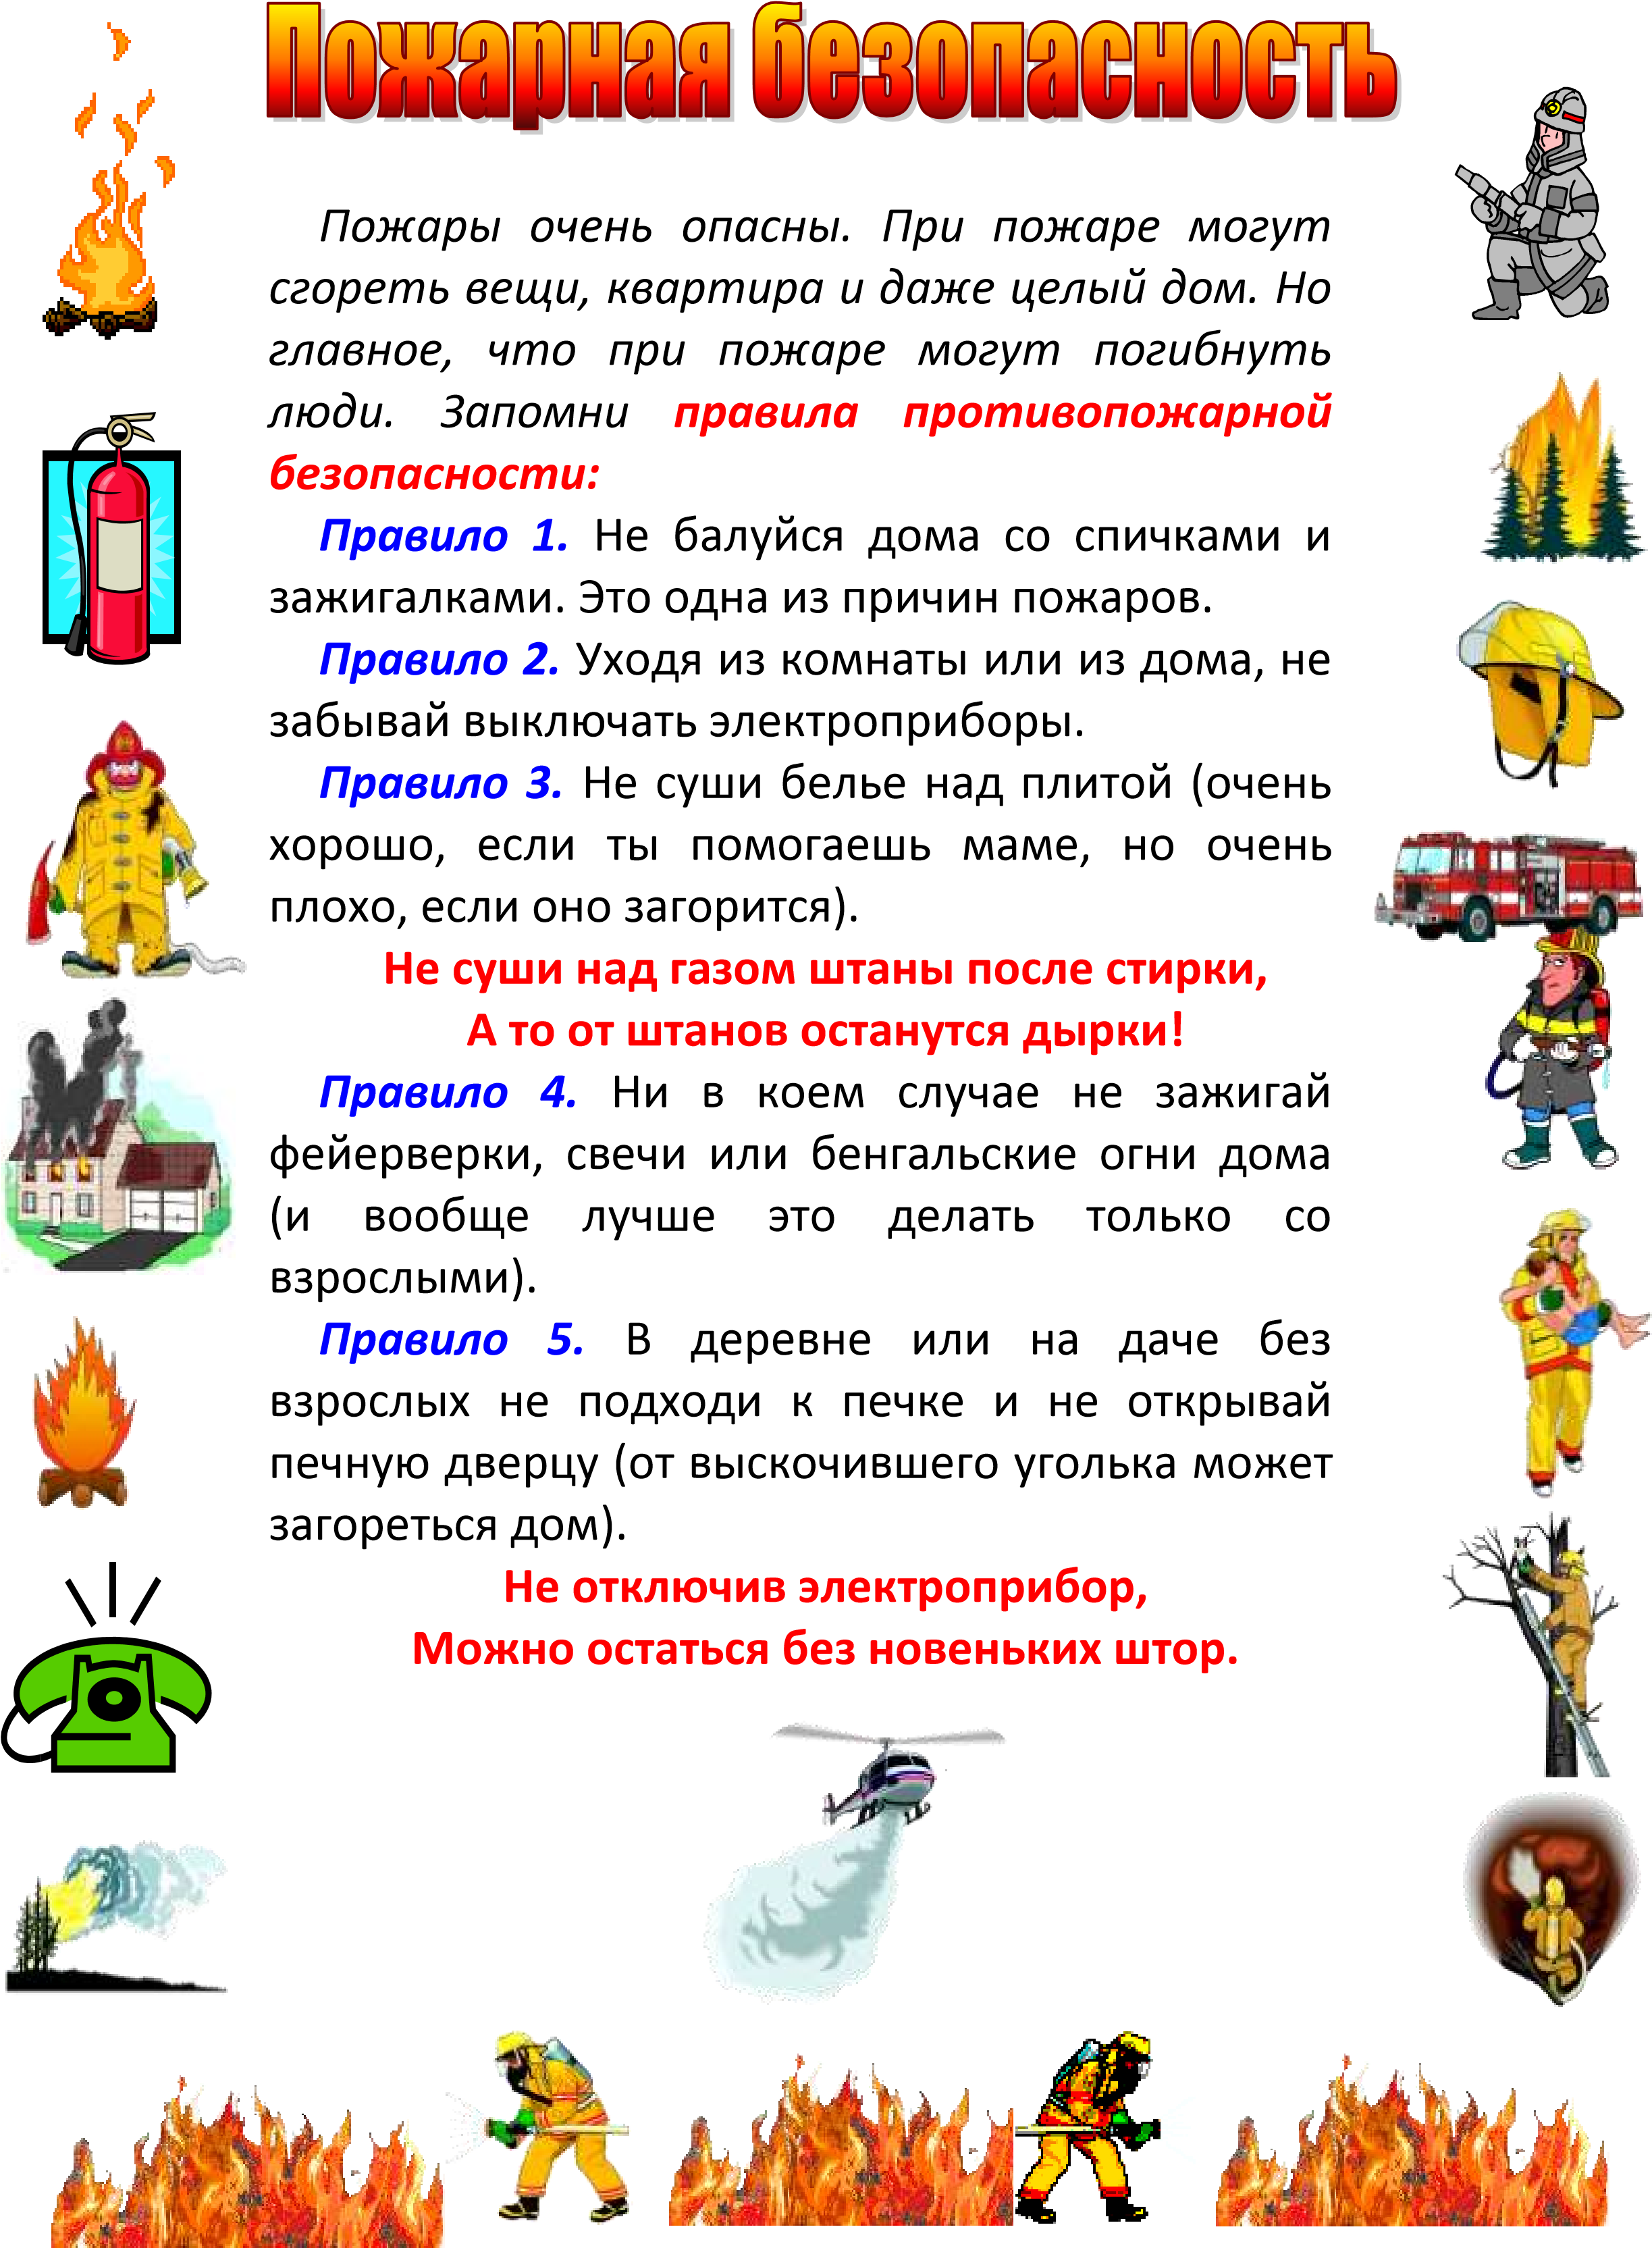 Пожарная безопасность
Пожары очень опасны. При пожаре могут
сгореть вещи, квартира и даже целый дом. Но
главное, что при пожаре могут погибнуть
люди. Запомни правила противопожарной
безопасности:
Правило 1. Не балуйся дома со спичками и
зажигалками. Это одна из причин пожаров.
Правило 2. Уходя из комнаты или из дома, не
забывай выключать электроприборы.
Правило 3. Не суши белье над плитой (очень
хорошо, если ты помогаешь маме, но очень
плохо, если оно загорится).
Не суши над газом штаны после стирки,
А то от штанов останутся дырки!
Правило 4. Ни в коем случае не зажигай
фейерверки, свечи или бенгальские огни дома
(и вообще лучше это делать только со
взрослыми).
Правило 5. В деревне или на даче без
взрослых не подходи к печке и не открывай
печную дверцу (от выскочившего уголька может
загореться дом).
Не отключив электроприбор,
Можно остаться без новеньких штор.